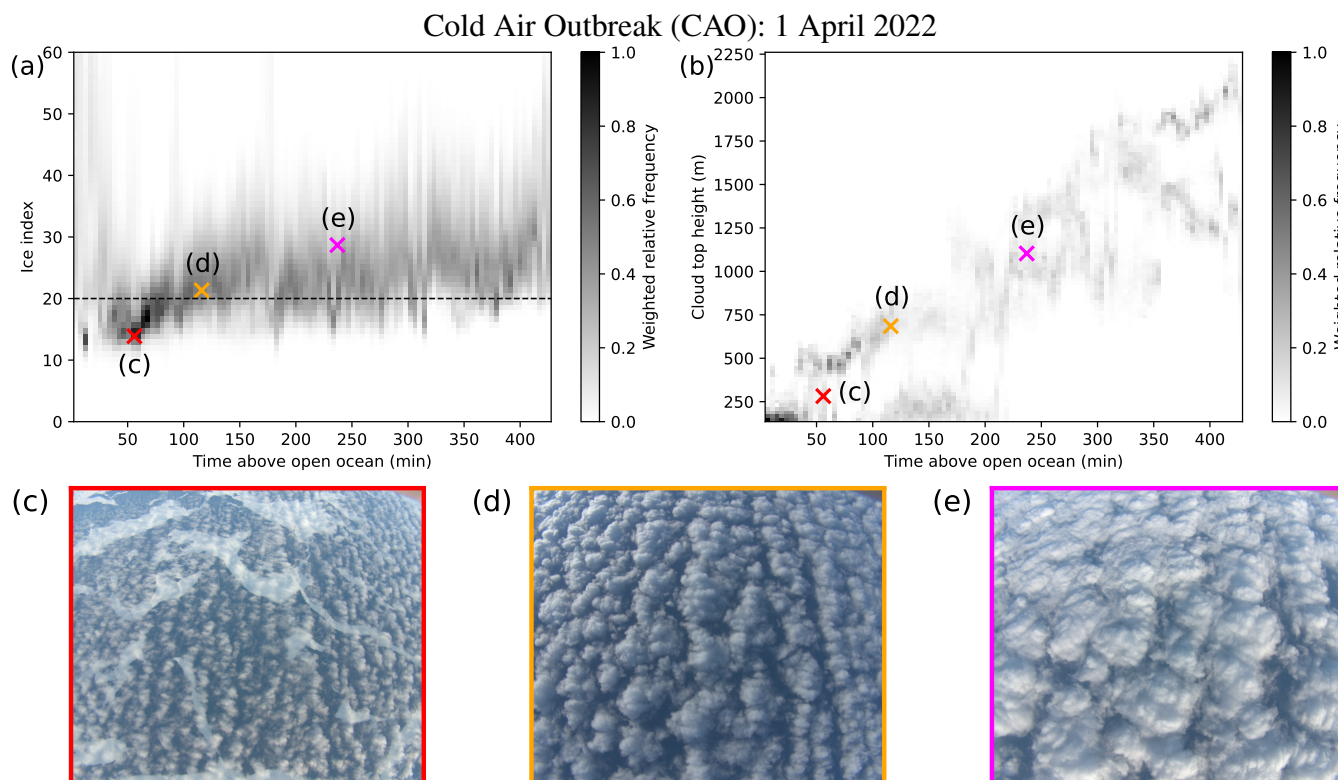 Cold Air Outbreak (CAO): 1 April 2022
(a)
60
50
40
30
20
10
0
Ice index
50 100 150 200 250 300 350 400
Time above open ocean (min)
(c)
(d)
(e)
1.0
0.8
0.6
0.4
0.2
0.0
Weighted relative frequency
(b)
2250
2000
1750
1500
1250
1000
750
500
250
Cloud top height (m)
50 100 150 200 250 300 350 400
Time above open ocean (min)
(c)
(d)
(e)
1.0
0.8
0.6
0.4
0.2
0.0
(c)
(d)
(e)